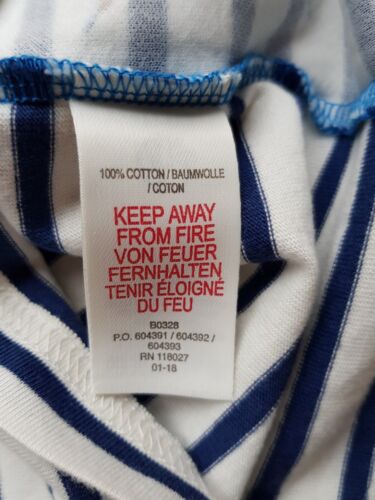 100% COTTON / BAUMWOLLE
/ COTON
KEEP AWAY
FROM FIRE
VON FEUER
FERNHALTEN
TENIR ÉLOIGNÉ
DU FEU
B0328
P.O. 604391 / 604392 /
604393
RN 118027
01-18